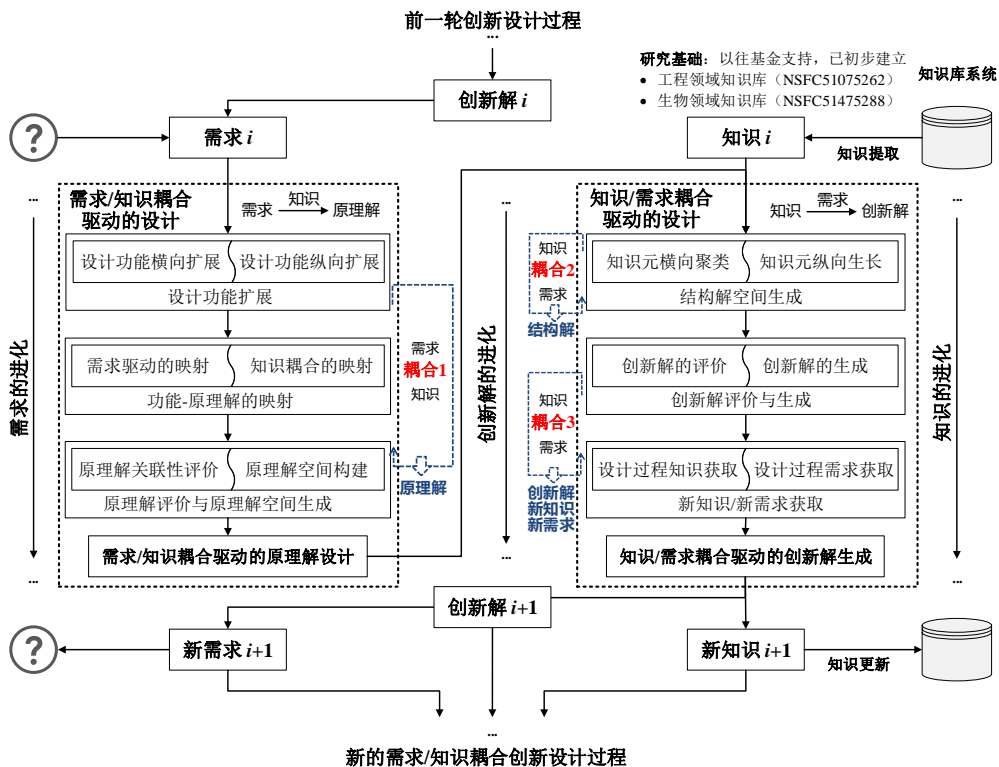 前一轮创新设计过程
...
研究基础：以往基金支持，已初步建立
• 工程领域知识库（NSFC51075262）
• 生物领域知识库（NSFC51475288）
知识库系统
创新解 i
?
需求 i
知识 i
知识提取
...
需求/知识耦合
驱动的设计
需求
知识
原理解
设计功能横向扩展
设计功能纵向扩展
设计功能扩展
需求驱动的映射
知识耦合的映射
功能-原理解的映射
原理解关联性评价
原理解空间构建
原理解评价与原理解空间生成
需求/知识耦合驱动的原理解设计
需求的进化
...
需求
耦合1
知识
原理解
...
创新解的进化
...
知识
耦合2
需求
结构解
知识
耦合3
需求
创新解
新知识
新需求
知识/需求耦合
驱动的设计
知识
需求
创新解
知识元横向聚类
知识元纵向生长
结构解空间生成
创新解的评价
创新解的生成
创新解评价与生成
设计过程知识获取
设计过程需求获取
新知识/新需求获取
知识/需求耦合驱动的创新解生成
...
知识的进化
...
创新解 i+1
?
新需求 i+1
新知识 i+1
知识更新
...
新的需求/知识耦合创新设计过程